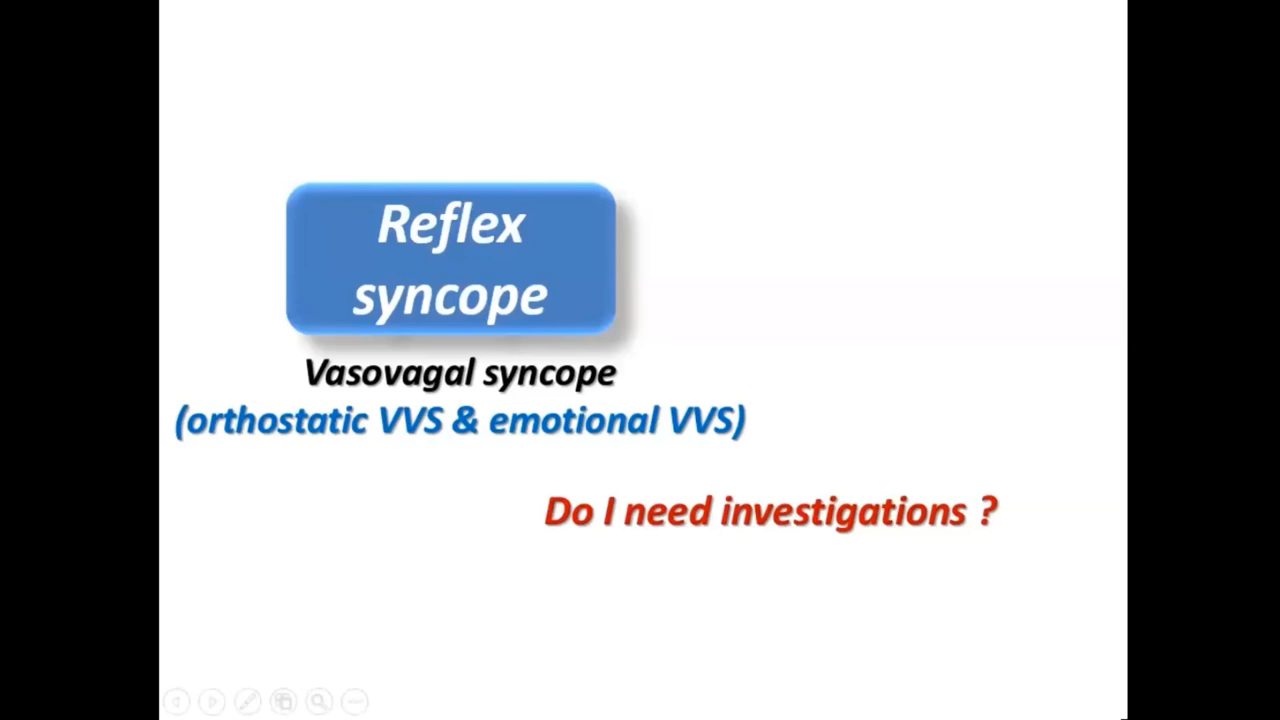 Reflex
syncope
Vasovagal syncope
(orthostatic VVS & emotional VVS)
Do I need investigations ?